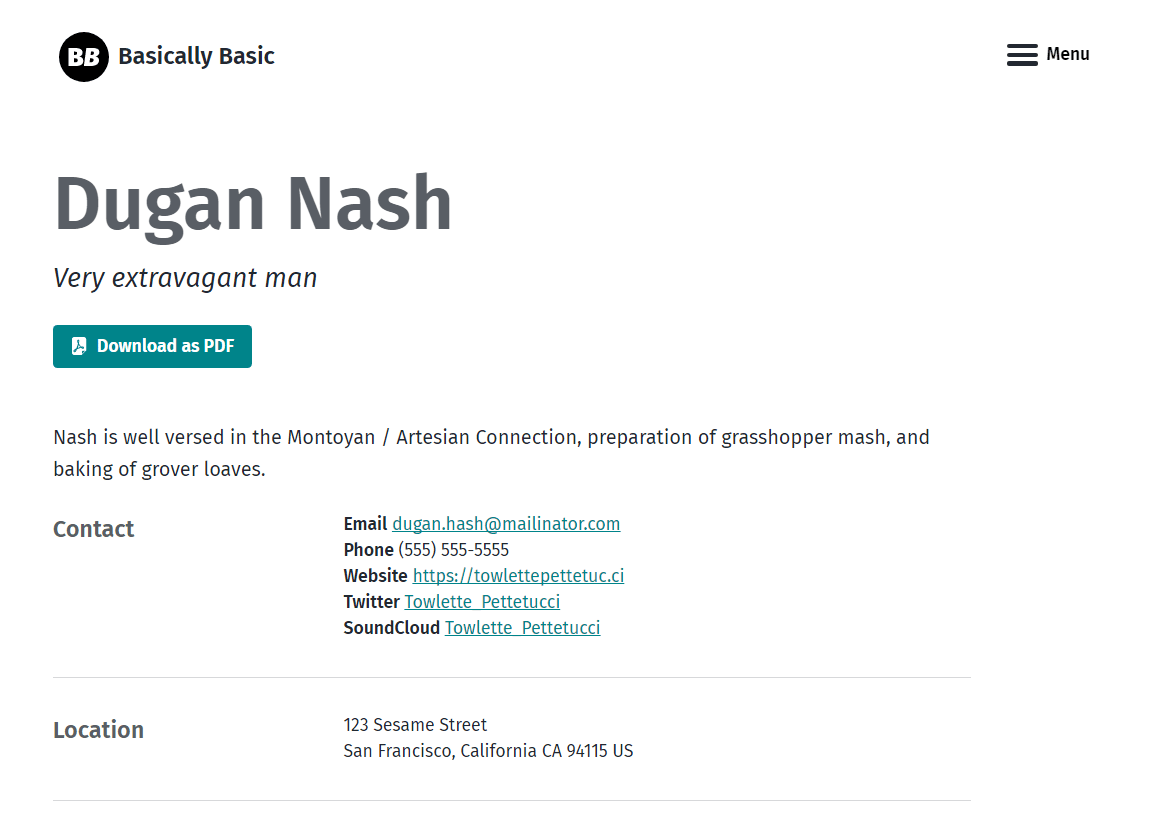 BB Basically Basic
Menu
Dugan Nash
Very extravagant man
Download as PDF
Nash is well versed in the Montoyan / Artesian Connection, preparation of grasshopper mash, and
baking of grover loaves.
Contact
Email dugan.hash@mailinator.com
Phone (555) 555-5555
Website https://towlettepettetuc.ci
Twitter Towlette_Pettetucci
SoundCloud Towlette_Pettetucci
Location
123 Sesame Street
San Francisco, California CA 94115 US